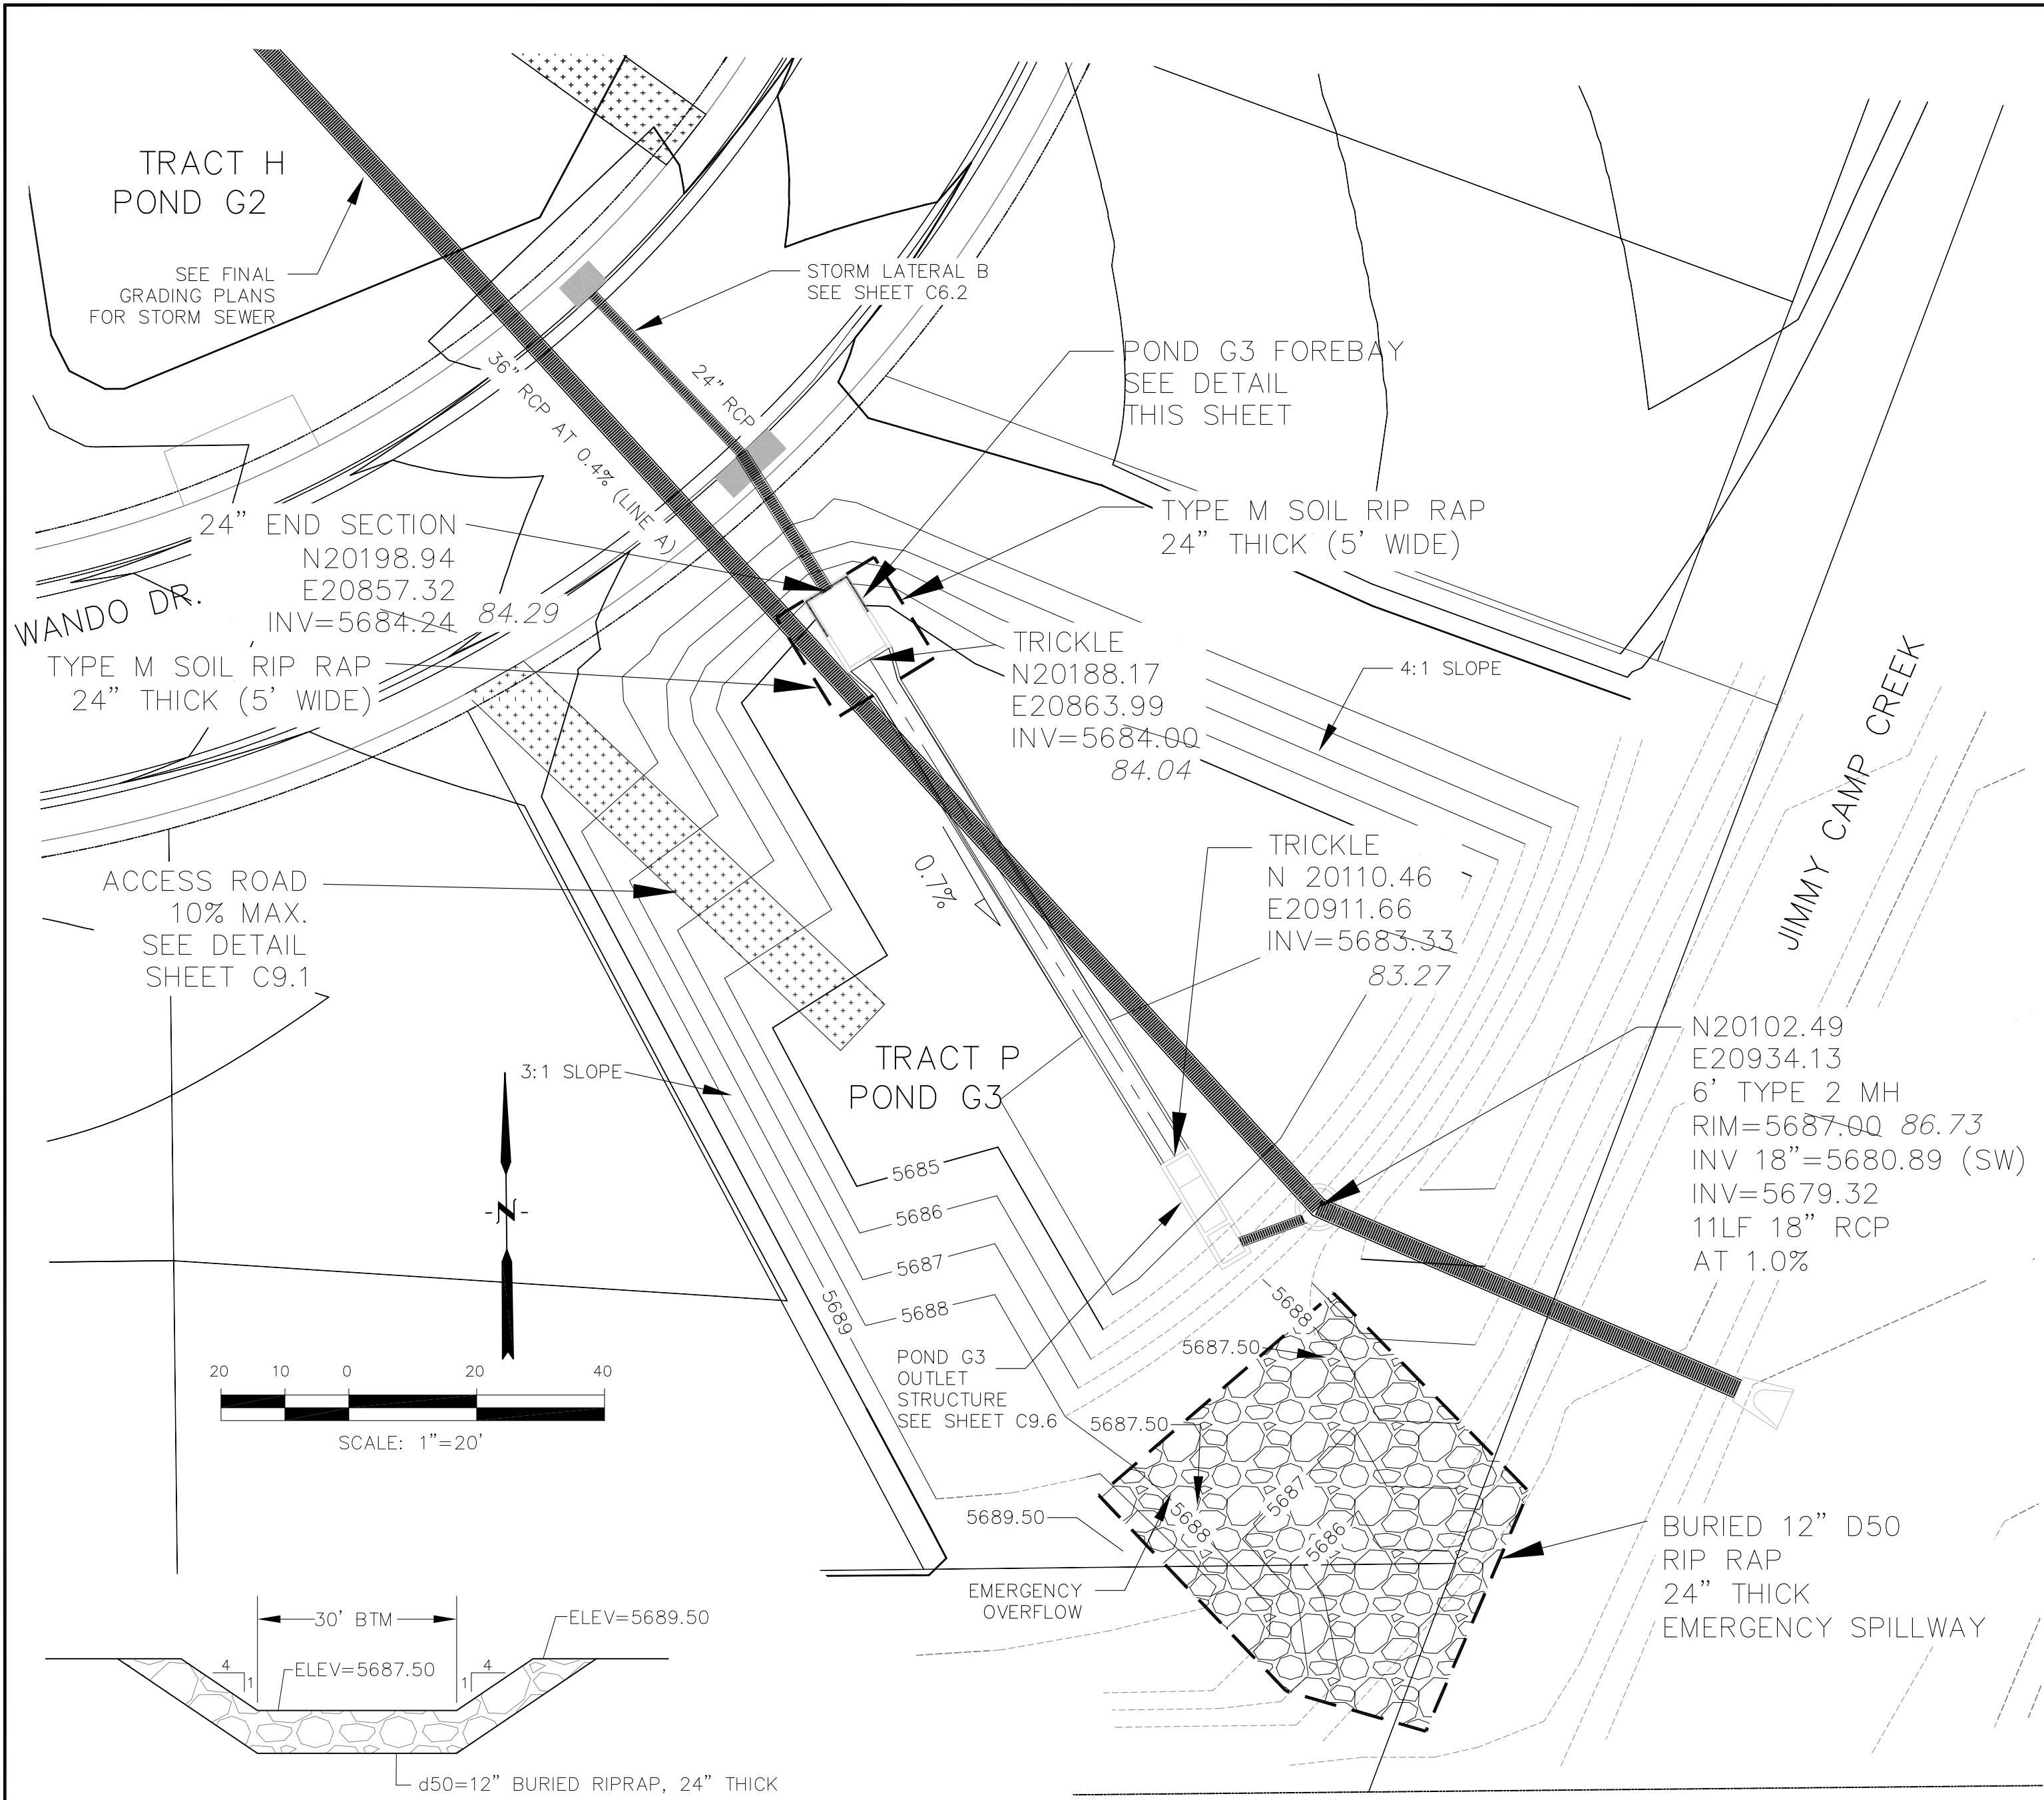 TRACT H
POND G2
SEE FINAL
GRADING PLANS
FOR STORM SEWER
STORM LATERAL B
SEE SHEET C6.2
36" RCP AT 0.4% (LINE A)
24" RCP
POND G3 FOREBAY
SEE DETAIL
THIS SHEET
TYPE M SOIL RIP RAP
24" THICK (5' WIDE)
24" END SECTION
N20198.94
E20857.32
INV=5684.24 84.29
WANDO DR.
TYPE M SOIL RIP RAP
24" THICK (5' WIDE)
TRICKLE
N20188.17
E20863.99
INV=5684.00
84.04
4:1 SLOPE
JIMMY CAMP CREEK
ACCESS ROAD
10% MAX.
SEE DETAIL
SHEET C9.1
0.7%
TRICKLE
N 20110.46
E20911.66
INV=5683.33
83.27
TRACT P
POND G3
3:1 SLOPE
N20102.49
E20934.13
6' TYPE 2 MH
RIM=5687.00 86.73
INV 18"=5680.89 (SW)
INV=5679.32
11LF 18" RCP
AT 1.0%
-N-
5685
5686
5687
5688
5689
20 10 0 20 40
SCALE: 1"=20'
POND G3
OUTLET
STRUCTURE
SEE SHEET C9.6
5688
5687.50
5687.50
5687
5688
5686
5689.50
EMERGENCY
OVERFLOW
BURIED 12" D50
RIP RAP
24" THICK
EMERGENCY SPILLWAY
30' BTM
ELEV=5689.50
ELEV=5687.50
4
1
4
1
d50=12" BURIED RIPRAP, 24" THICK